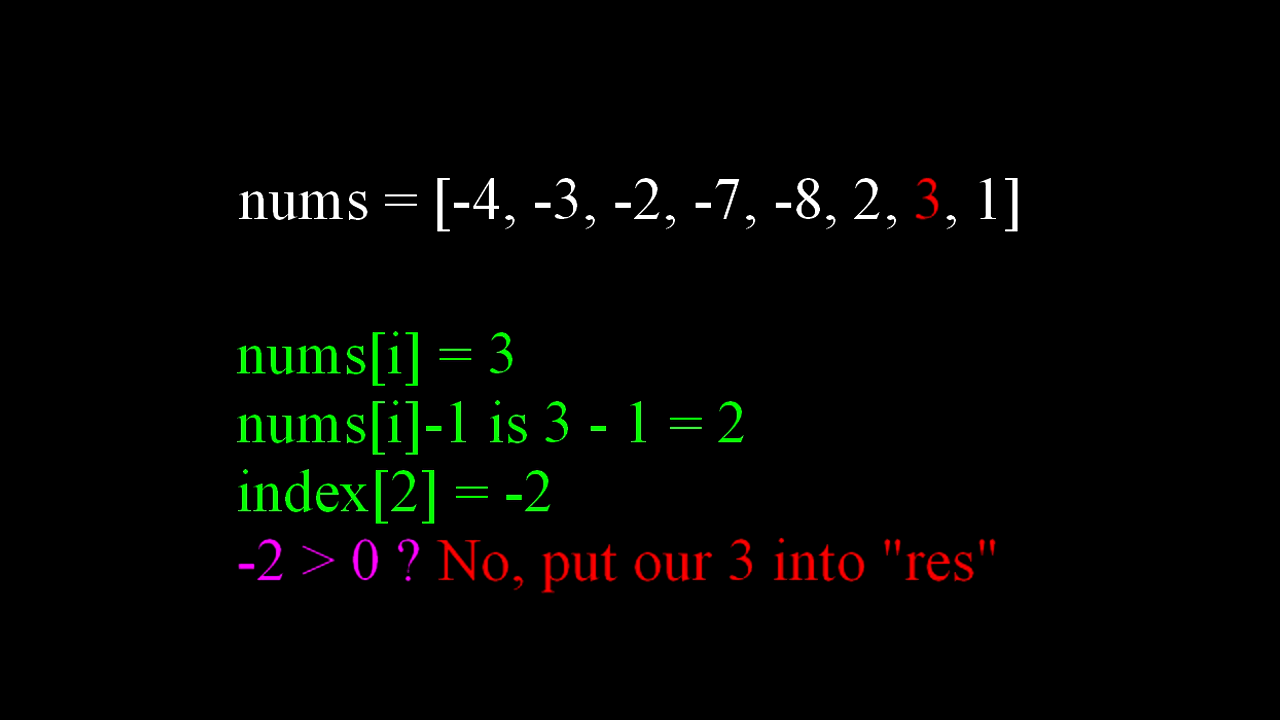 nums = [-4, -3, -2, -7, -8, 2, 3, 1]
nums[i] = 3
nums[i]-1 is 3 - 1 = 2
index[2] = -2
-2 > 0 ? No, put our 3 into "res"